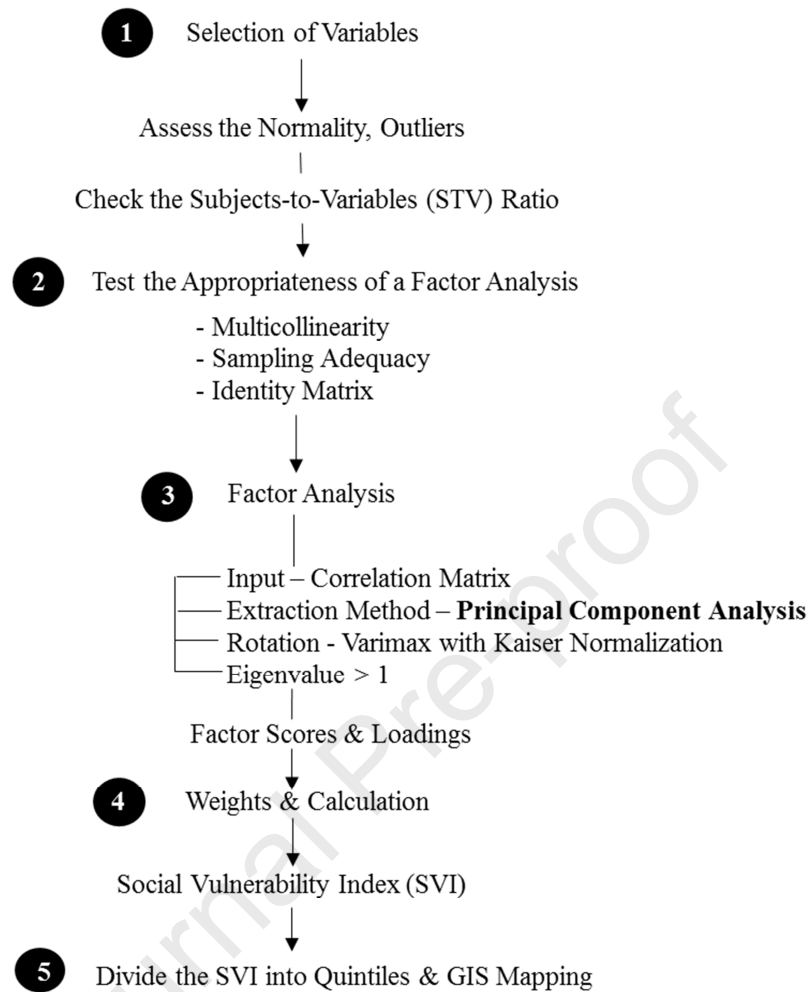 1 Selection of Variables
Assess the Normality, Outliers
Check the Subjects-to-Variables (STV) Ratio
2 Test the Appropriateness of a Factor Analysis
- Multicollinearity
- Sampling Adequacy
- Identity Matrix
3 Factor Analysis
Input – Correlation Matrix
Extraction Method – Principal Component Analysis
Rotation - Varimax with Kaiser Normalization
Eigenvalue > 1
Factor Scores & Loadings
4 Weights & Calculation
Social Vulnerability Index (SVI)
5 Divide the SVI into Quintiles & GIS Mapping
urnal Pre-proof